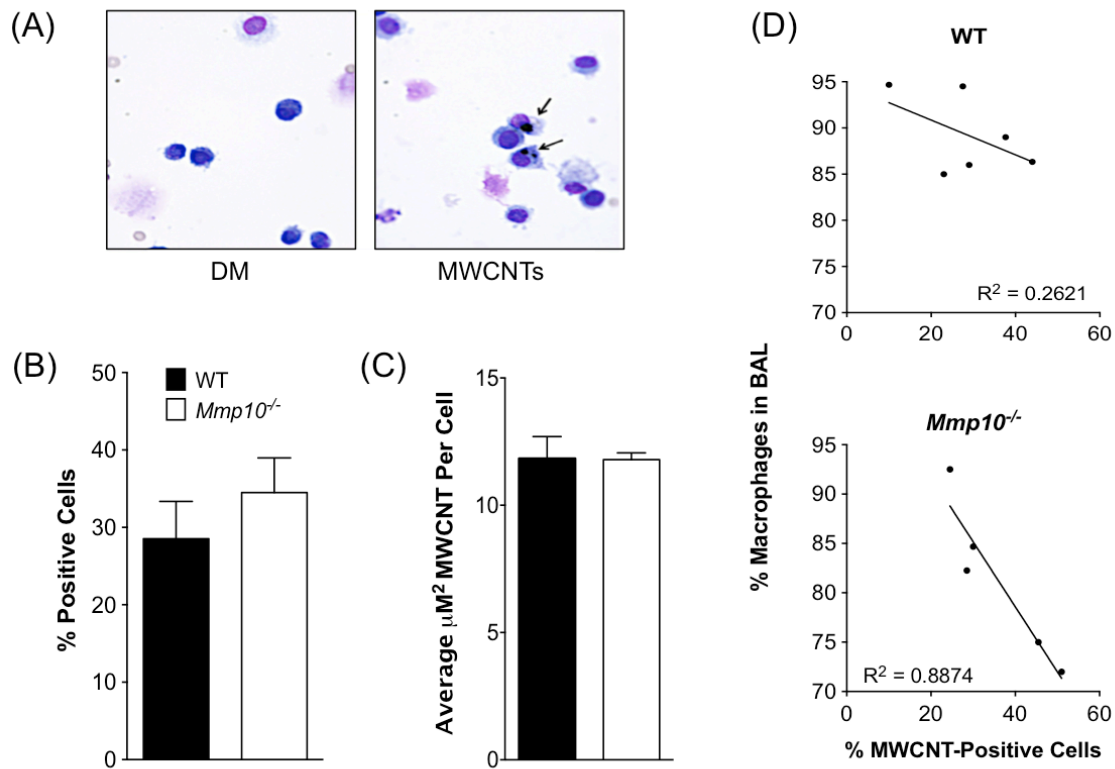 (A)
DM
MWCNTs
(B)
% Positive Cells
50
40
30
20
10
0
WT
Mmp10-/-
(C)
Average µM2 MWCNT Per Cell
15
10
5
0
(D)
WT
95
90
85
80
75
70
R2 = 0.2621
0 20 40 60
% Macrophages in BAL
Mmp10-/-
95
90
85
80
75
70
R2 = 0.8874
0 20 40 60
% MWCNT-Positive Cells